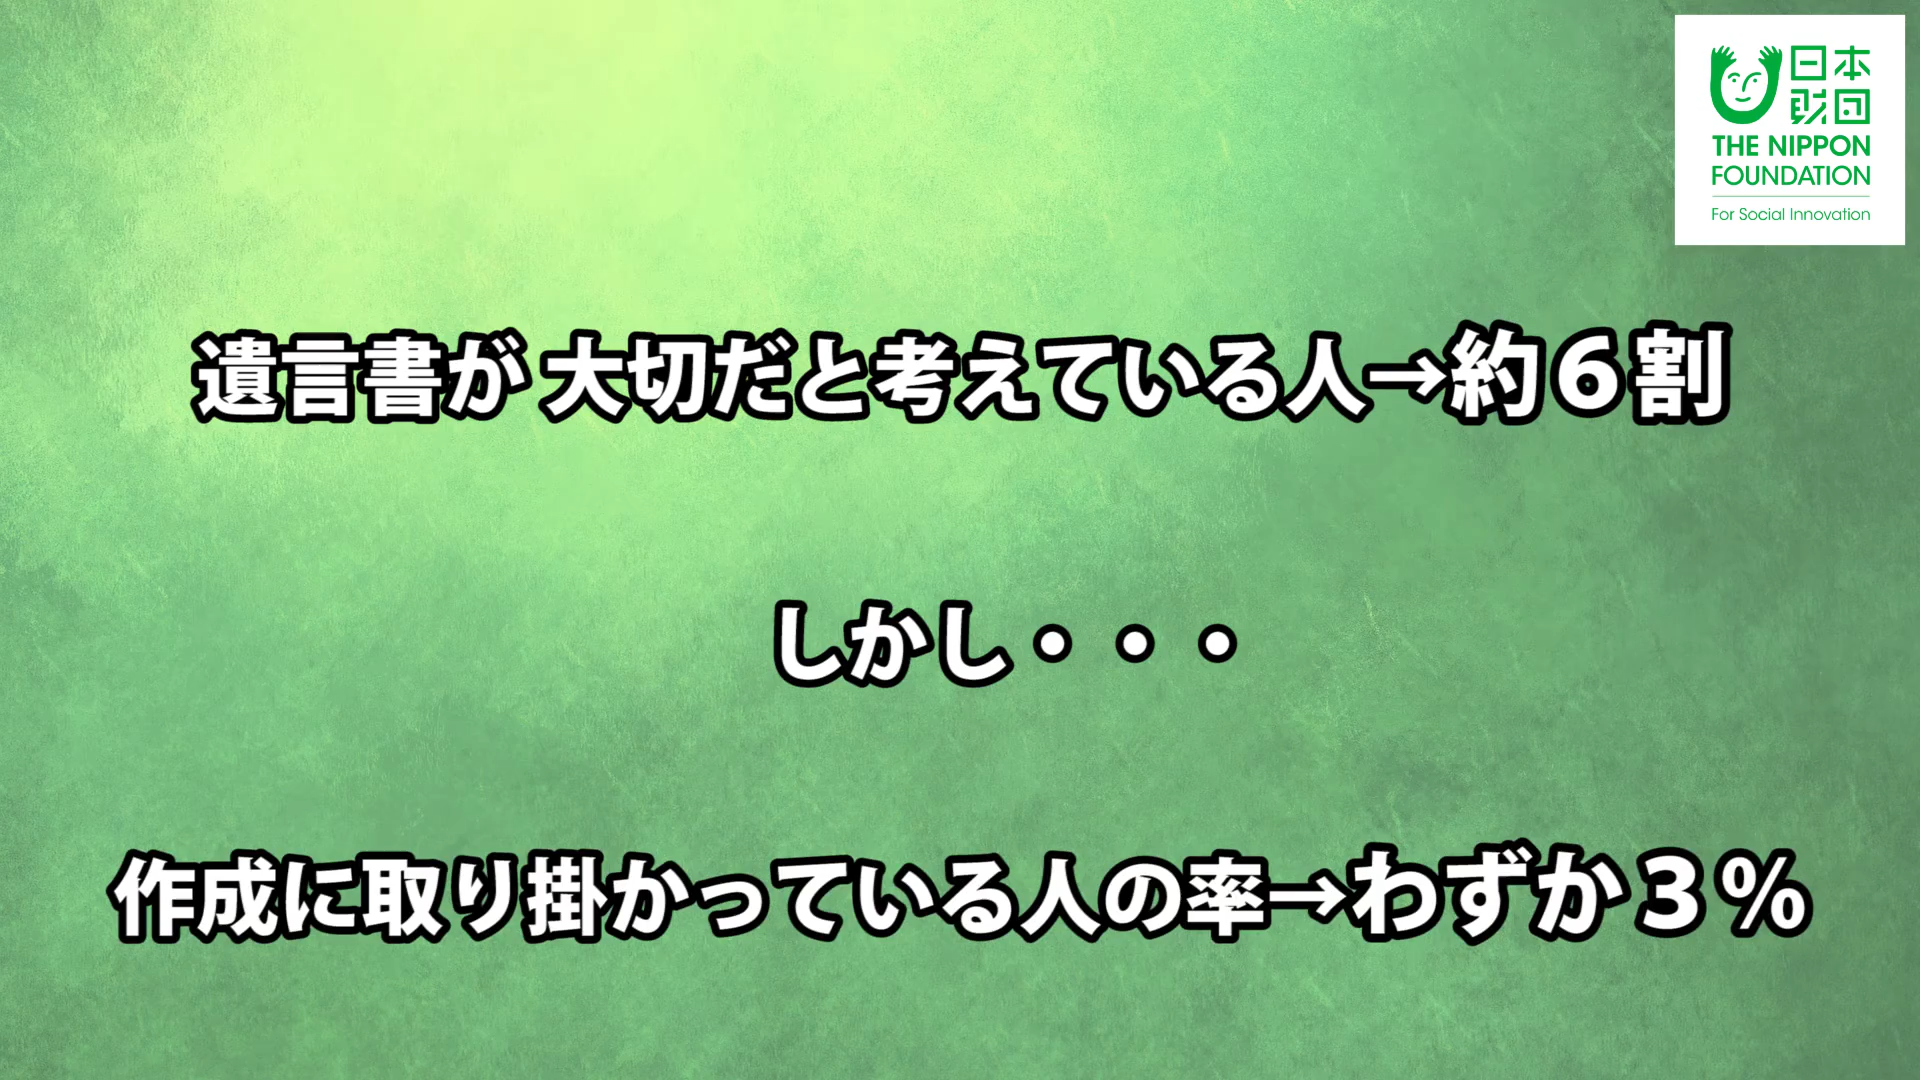 日本
財団
THE NIPPON
FOUNDATION
For Social Innovation
遺言書が 大切だと考えている人→約６割
しかし・・・
作成に取り掛かっている人の率→わずか３％